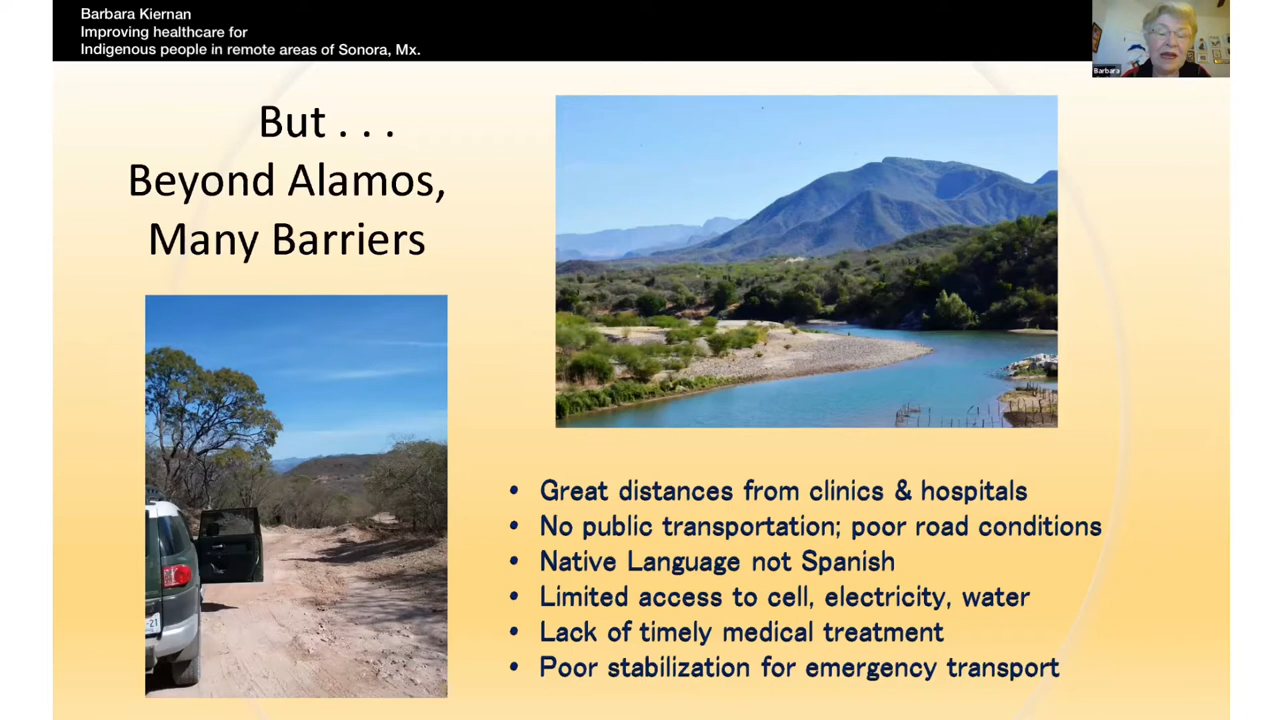 Barbara Kiernan
Improving healthcare for
Indigenous people in remote areas of Sonora, Mx.
Barbara
But . . .
Beyond Alamos,
Many Barriers
• Great distances from clinics & hospitals
• No public transportation; poor road conditions
• Native Language not Spanish
• Limited access to cell, electricity, water
• Lack of timely medical treatment
• Poor stabilization for emergency transport